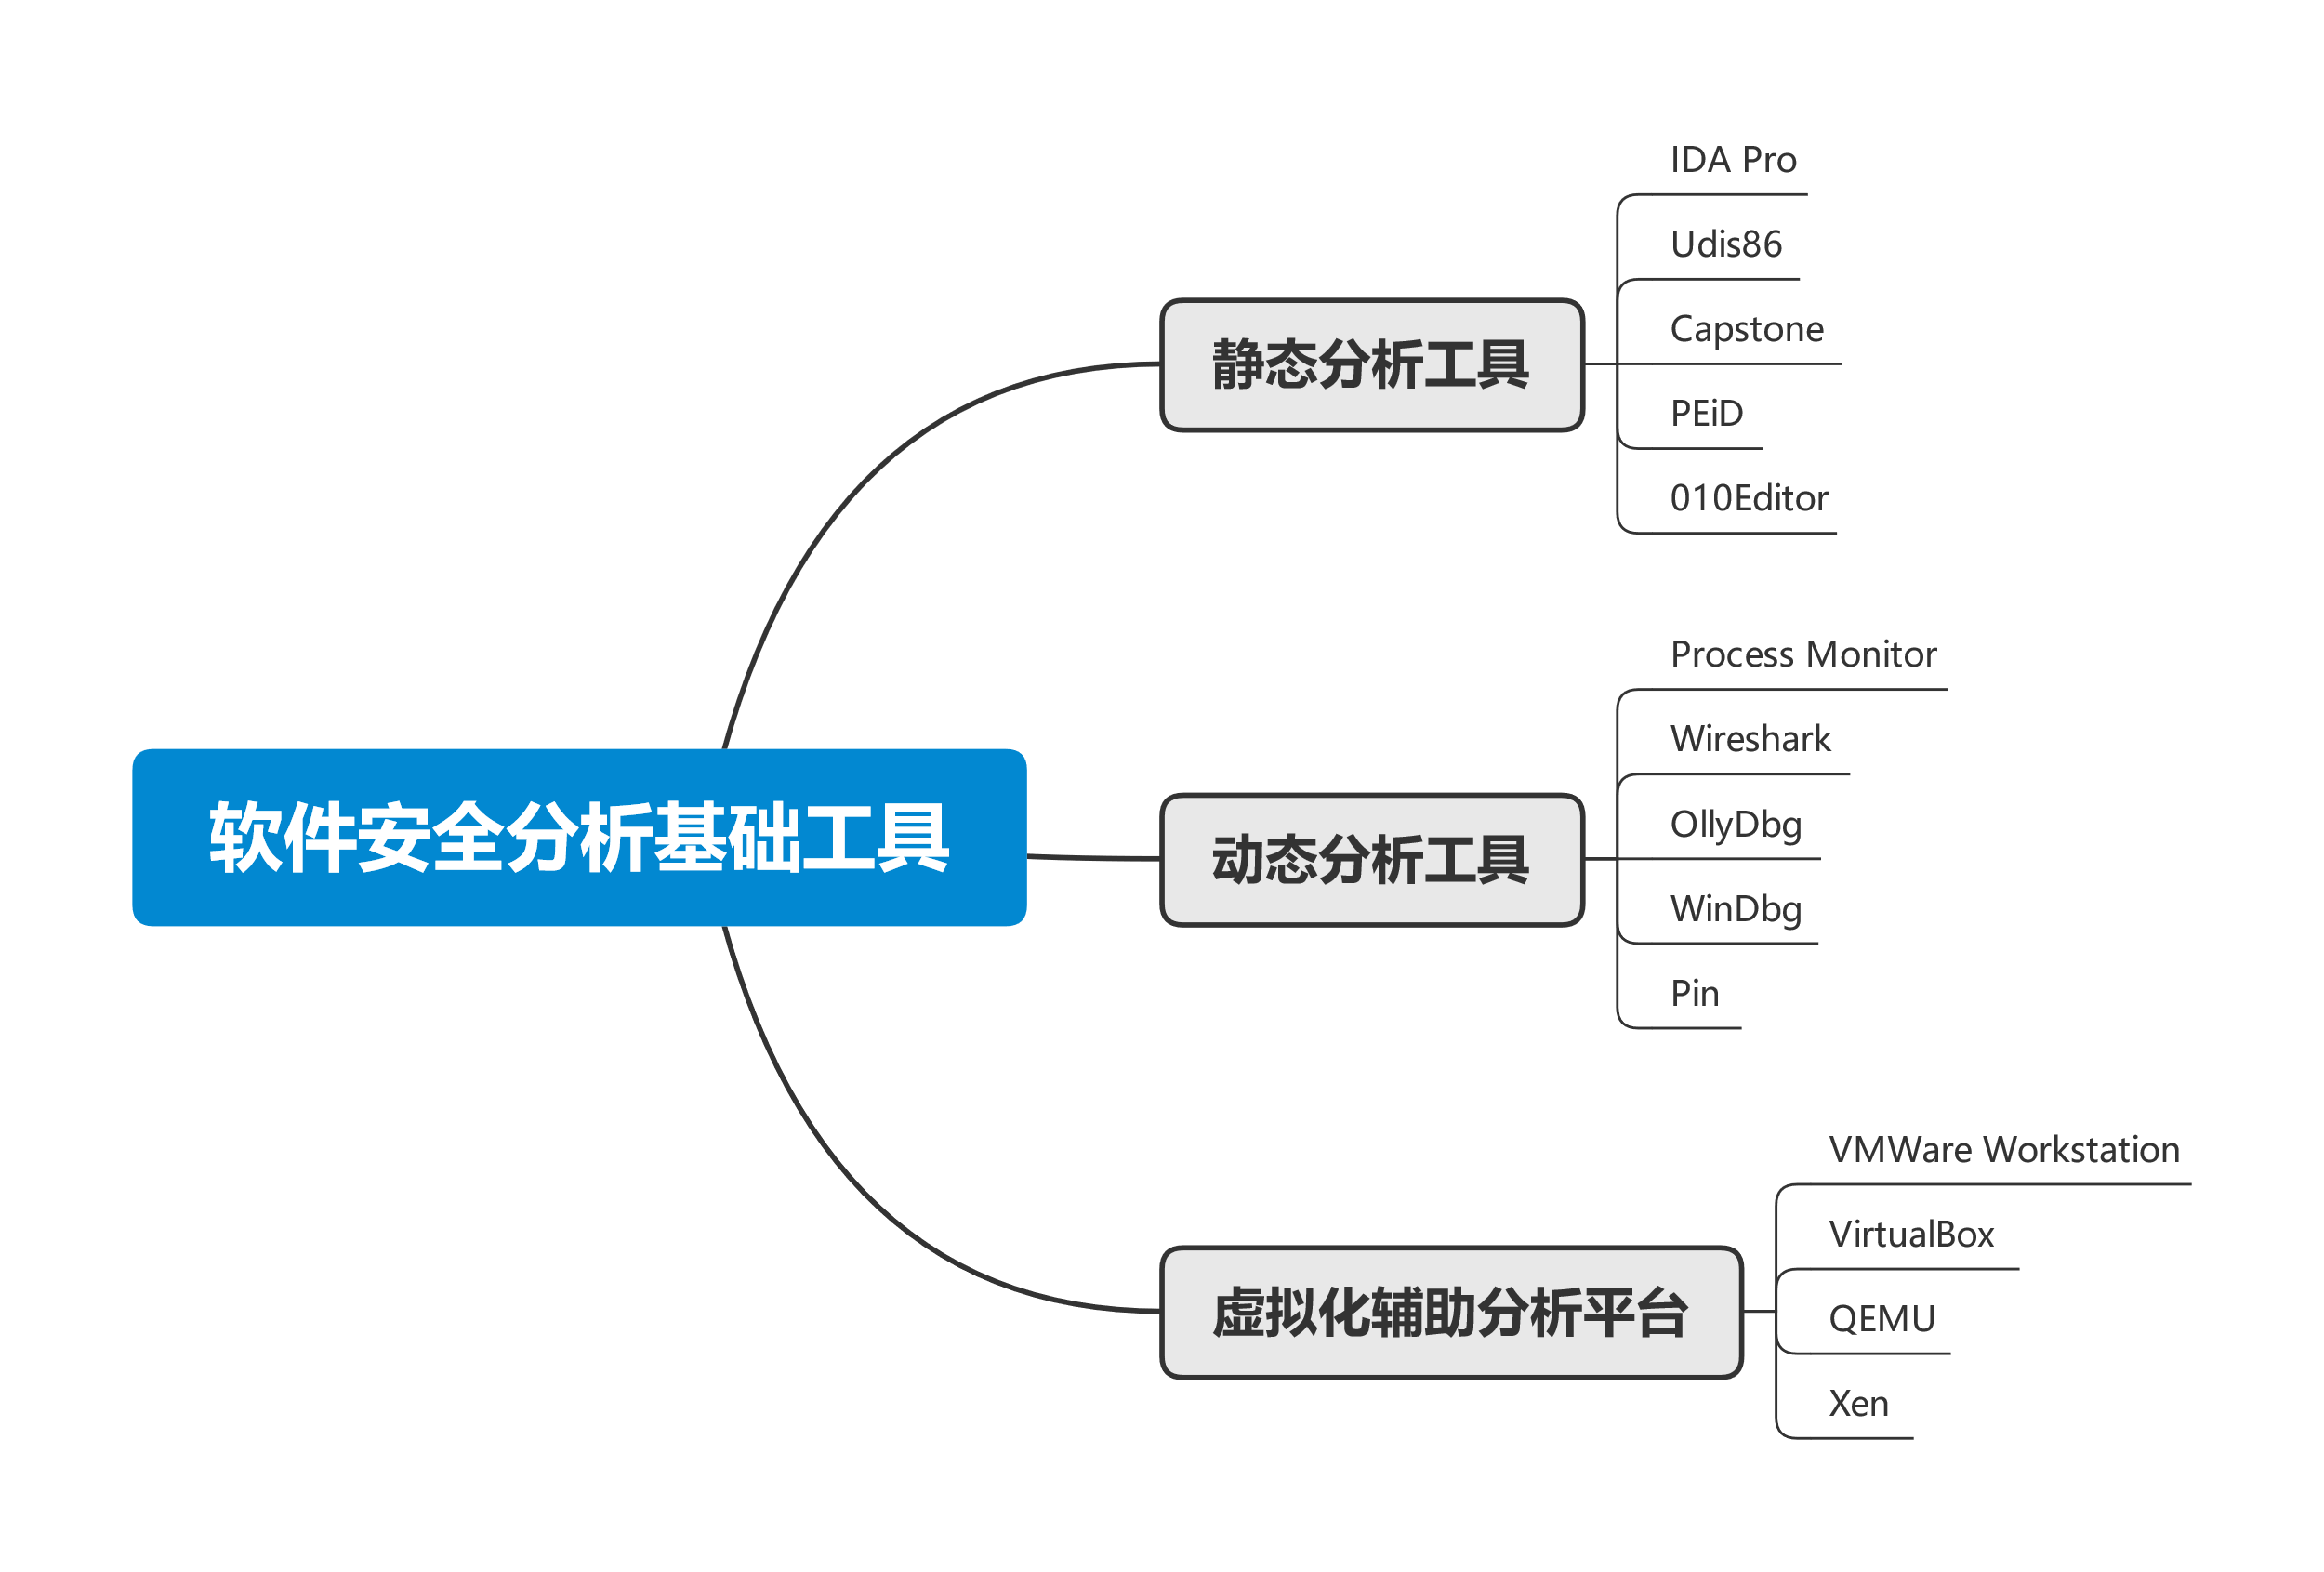 软件安全分析基础工具
静态分析工具
IDA Pro
Udis86
Capstone
PEiD
010Editor
动态分析工具
Process Monitor
Wireshark
OllyDbg
WinDbg
Pin
虚拟化辅助分析平台
VMWare Workstation
VirtualBox
QEMU
Xen